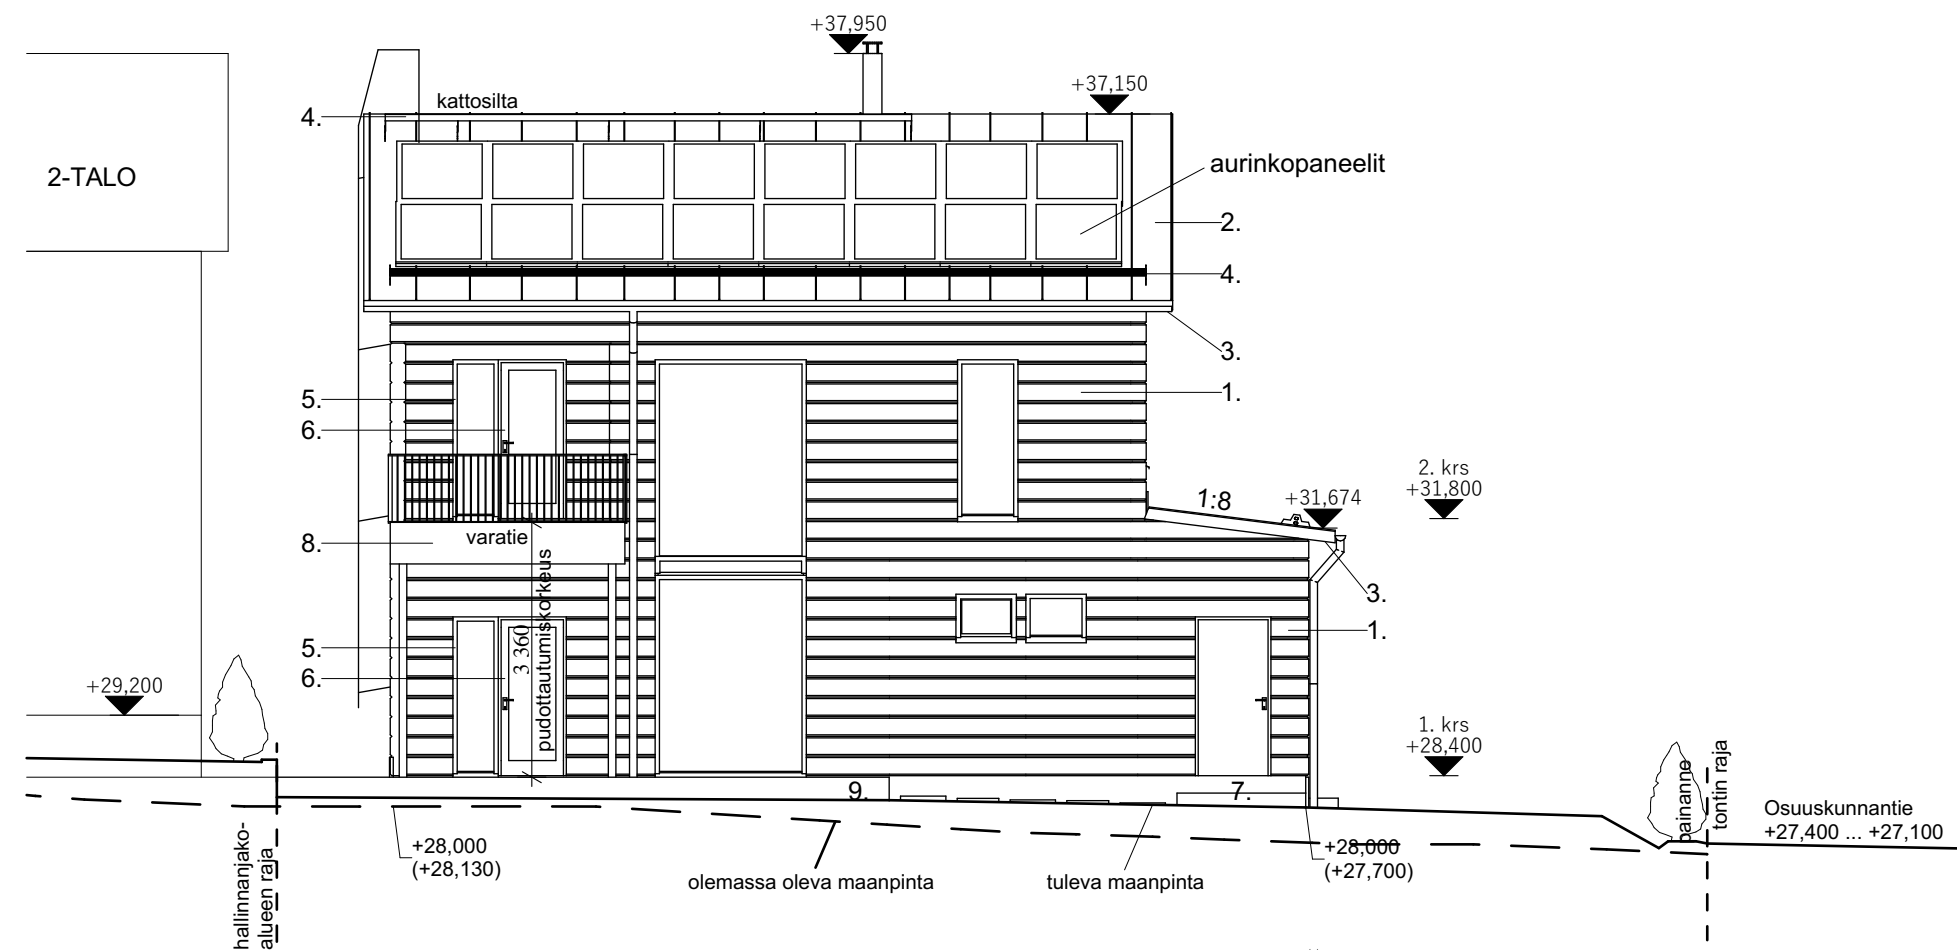 +37,950
+37,150
kattosilta
4.
2-TALO
aurinkopaneelit
2.
4.
3.
5.
1.
6.
2. krs
+31,800
1:8
+31,674
varatie
8.
3 360
pudottautumiskorkeus
3.
1.
5.
6.
+29,200
1. krs
+28,400
9.
7.
painanne
tontin raja
Osuuskunnantie
+27,400 ... +27,100
hallinnanjako-
alueen raja
+28,000
(+28,130)
olemassa oleva maanpinta
tuleva maanpinta
+28,000
(+27,700)